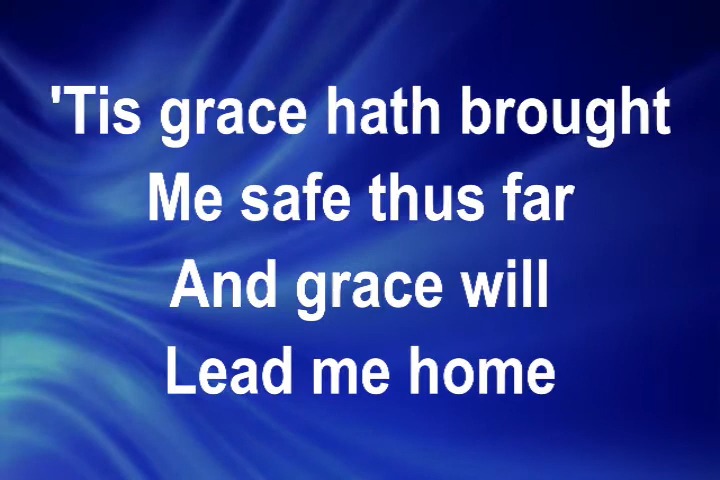 'Tis grace hath brought
Me safe thus far
And grace will
Lead me home